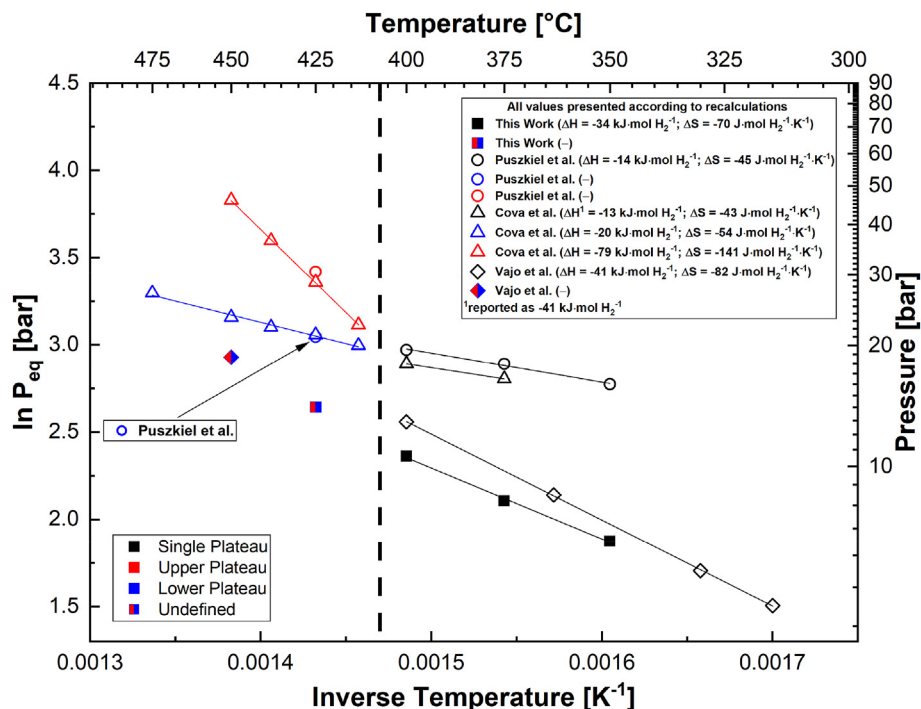 Temperature [°C]
475 450 425 400 375 350 325 300
4.5
4.0
3.5
3.0
2.5
2.0
1.5
ln P_eq [bar]
90
80
70
60
50
40
30
20
10
Pressure [bar]
All values presented according to recalculations
This Work (ΔH = -34 kJ·mol H₂⁻¹; ΔS = -70 J·mol H₂⁻¹·K⁻¹)
This Work (–)
Puszkiel et al. (ΔH = -14 kJ·mol H₂⁻¹; ΔS = -45 J·mol H₂⁻¹·K⁻¹)
Puszkiel et al. (–)
Puszkiel et al. (–)
Cova et al. (ΔH¹ = -13 kJ·mol H₂⁻¹; ΔS = -43 J·mol H₂⁻¹·K⁻¹)
Cova et al. (ΔH = -20 kJ·mol H₂⁻¹; ΔS = -54 J·mol H₂⁻¹·K⁻¹)
Cova et al. (ΔH = -79 kJ·mol H₂⁻¹; ΔS = -141 J·mol H₂⁻¹·K⁻¹)
Vajo et al. (ΔH = -41 kJ·mol H₂⁻¹; ΔS = -82 J·mol H₂⁻¹·K⁻¹)
Vajo et al. (–)
¹reported as -41 kJ·mol H₂⁻¹
Puszkiel et al.
Single Plateau
Upper Plateau
Lower Plateau
Undefined
0.0013 0.0014 0.0015 0.0016 0.0017
Inverse Temperature [K⁻¹]